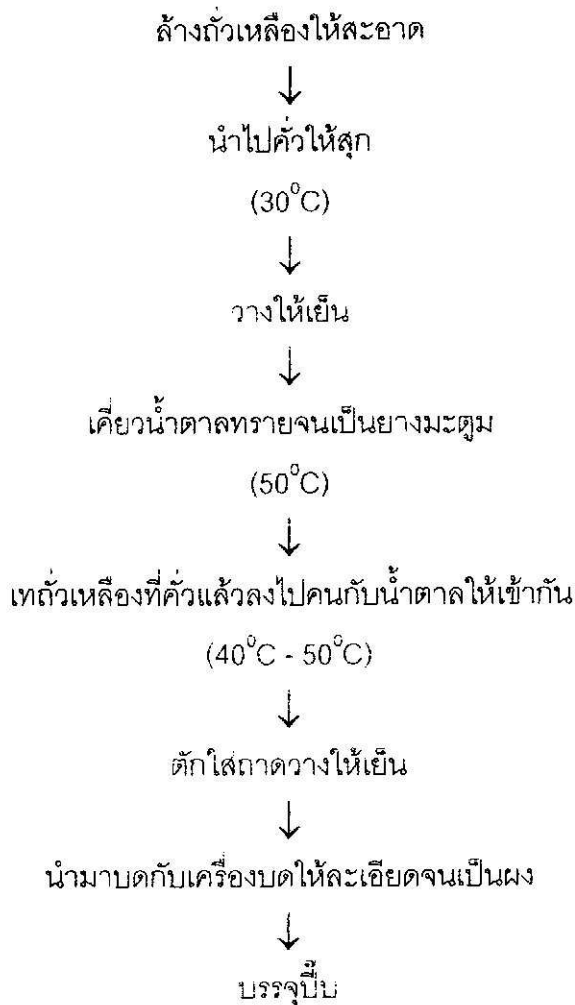 ล้างถั่วเหลืองให้สะอาด
↓
นำไปคั่วให้สุก
(30⁰C)
↓
วางให้เย็น
↓
เคี่ยวน้ำตาลทรายจนเป็นยางมะตูม
(50⁰C)
↓
เทถั่วเหลืองที่คั่วแล้วลงไปคนกับน้ำตาลให้เข้ากัน
(40⁰C - 50⁰C)
↓
ตักใส่ถาดวางให้เย็น
↓
นำมาบดกับเครื่องบดให้ละเอียดจนเป็นผง
↓
บรรจุปี๊บ